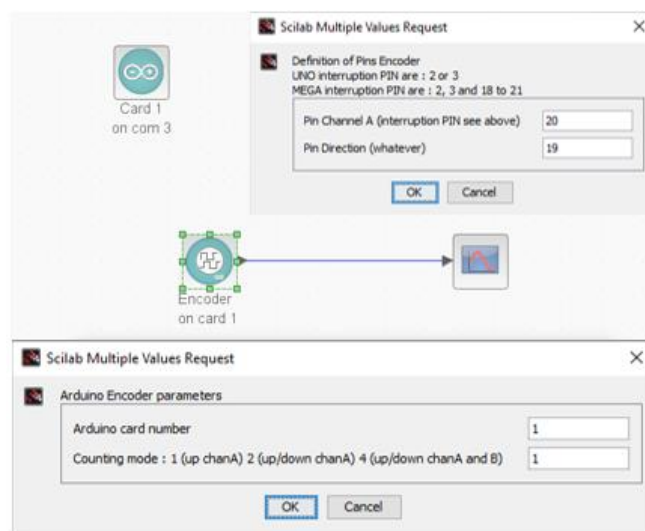 Scilab Multiple Values Request
Definition of Pins Encoder
UNO interruption PIN are : 2 or 3
MEGA interruption PIN are : 2, 3 and 18 to 21
Pin Channel A (interruption PIN see above) 20
Pin Direction (whatever) 19
OK Cancel
Card 1
on com 3
Encoder
on card 1
Scilab Multiple Values Request
Arduino Encoder parameters
Arduino card number 1
Counting mode : 1 (up chanA) 2 (up/down chanA) 4 (up/down chanA and B) 1
OK Cancel